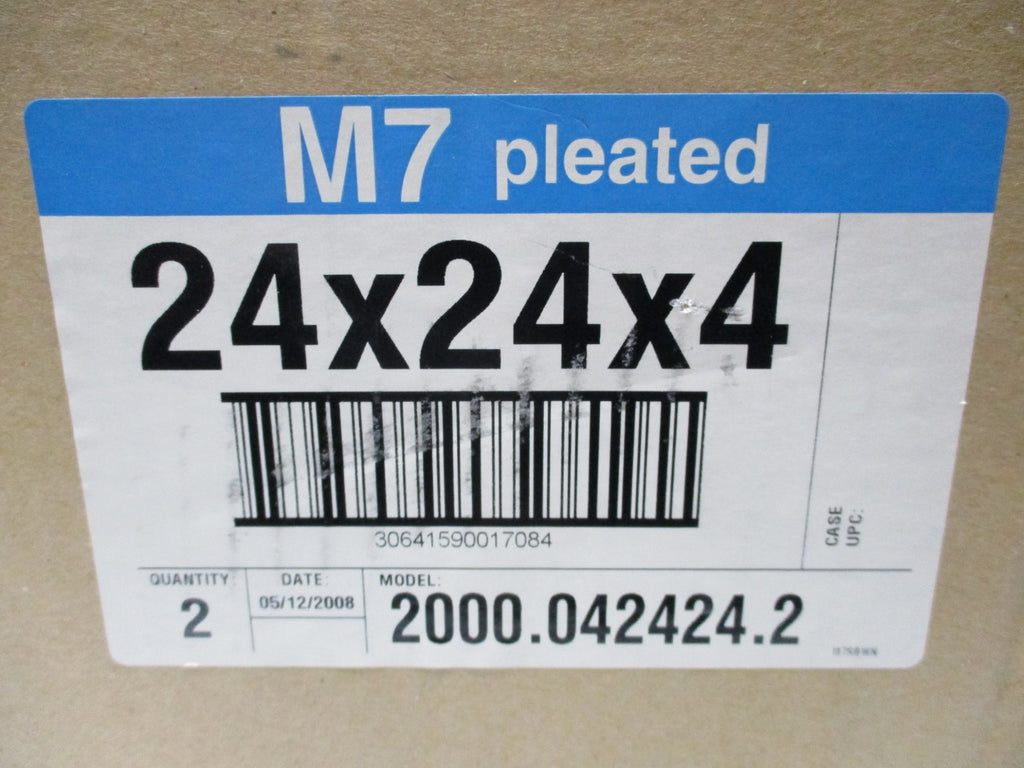 M7 pleated
24x24x4
30641590017084
CASE
UPC:
QUANTITY:
2
DATE:
05/12/2008
MODEL:
2000.042424.2